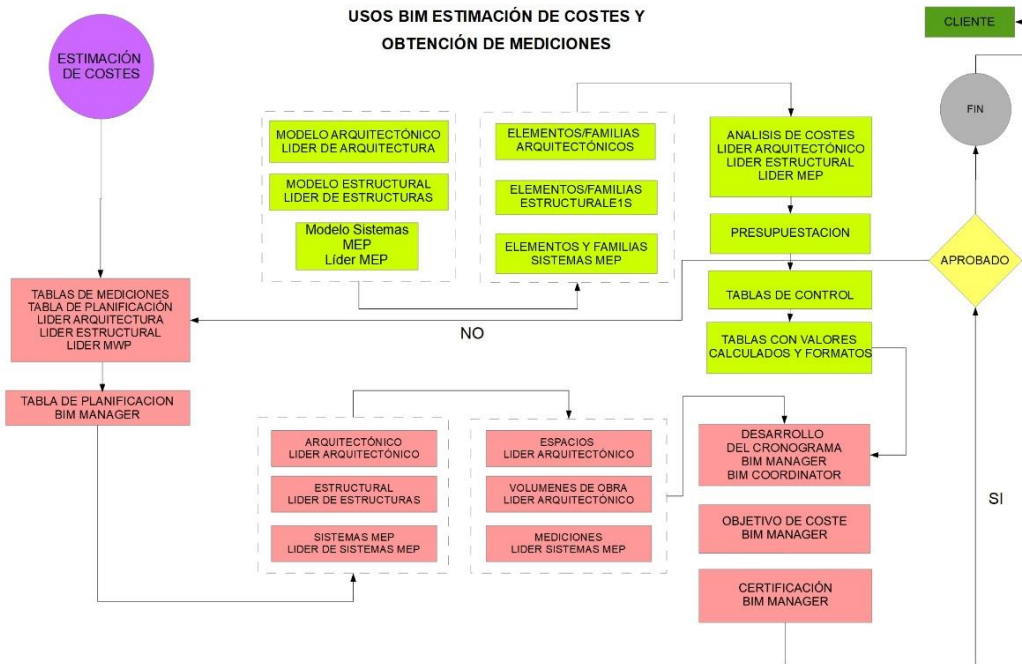 USOS BIM ESTIMACIÓN DE COSTES Y
OBTENCIÓN DE MEDICIONES
CLIENTE
ESTIMACIÓN
DE COSTES
FIN
MODELO ARQUITECTÓNICO
LIDER DE ARQUITECTURA
MODELO ESTRUCTURAL
LIDER DE ESTRUCTURAS
Modelo Sistemas
MEP
Líder MEP
ELEMENTOS/FAMILIAS
ARQUITECTÓNICOS
ELEMENTOS/FAMILIAS
ESTRUCTURALE1S
ELEMENTOS Y FAMILIAS
SISTEMAS MEP
ANALISIS DE COSTES
LIDER ARQUITECTÓNICO
LIDER ESTRUCTURAL
LIDER MEP
PRESUPUESTACION
TABLAS DE CONTROL
TABLAS CON VALORES
CALCULADOS Y FORMATOS
APROBADO
NO
SI
TABLAS DE MEDICIONES
TABLA DE PLANIFICACIÓN
LIDER ARQUITECTURA
LIDER ESTRUCTURAL
LIDER MWP
TABLA DE PLANIFICACION
BIM MANAGER
ARQUITECTÓNICO
LIDER ARQUITECTÓNICO
ESTRUCTURAL
LIDER DE ESTRUCTURAS
SISTEMAS MEP
LIDER DE SISTEMAS MEP
ESPACIOS
LIDER ARQUITECTÓNICO
VOLUMENES DE OBRA
LIDER ARQUITECTÓNICO
MEDICIONES
LIDER SISTEMAS MEP
DESARROLLO
DEL CRONOGRAMA
BIM MANAGER
BIM COORDINATOR
OBJETIVO DE COSTE
BIM MANAGER
CERTIFICACIÓN
BIM MANAGER